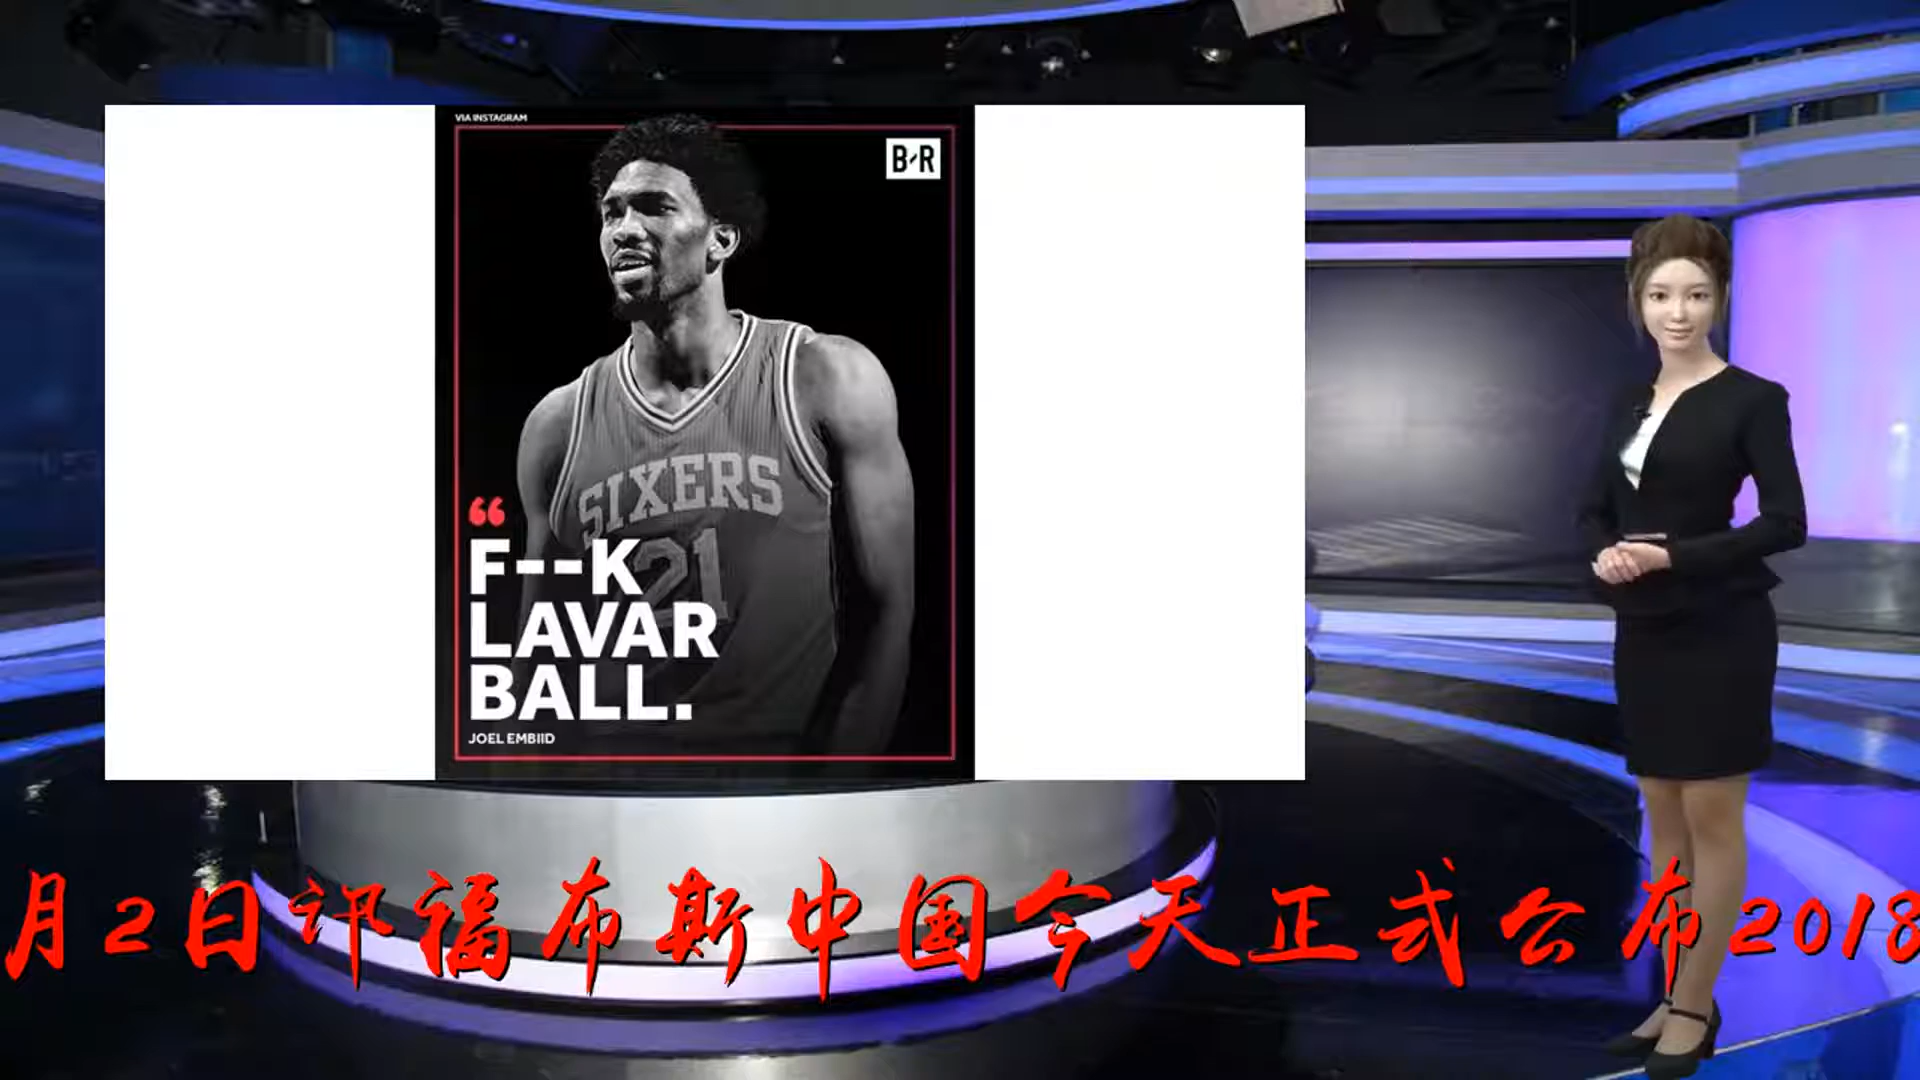 VIA INSTAGRAM
B/R
SIXERS
21
“
F--K
LAVAR
BALL.
JOEL EMBIID
月2日讯福布斯中国今天正式公布2018